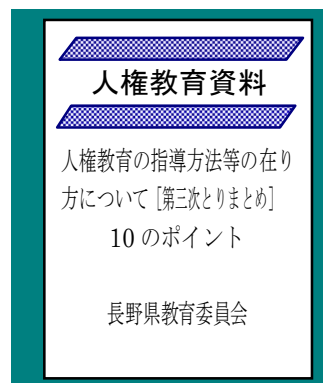 人権教育資料
人権教育の指導方法等の在り
方について[第三次とりまとめ]
10のポイント
長野県教育委員会